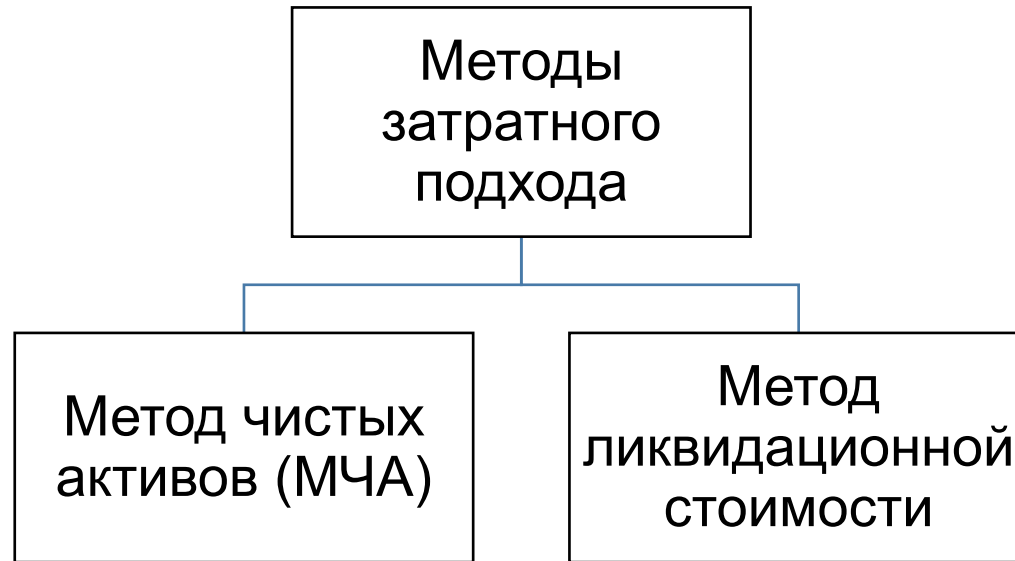 Методы
затратного
подхода
Метод чистых
активов (МЧА)
Метод
ликвидационной
стоимости